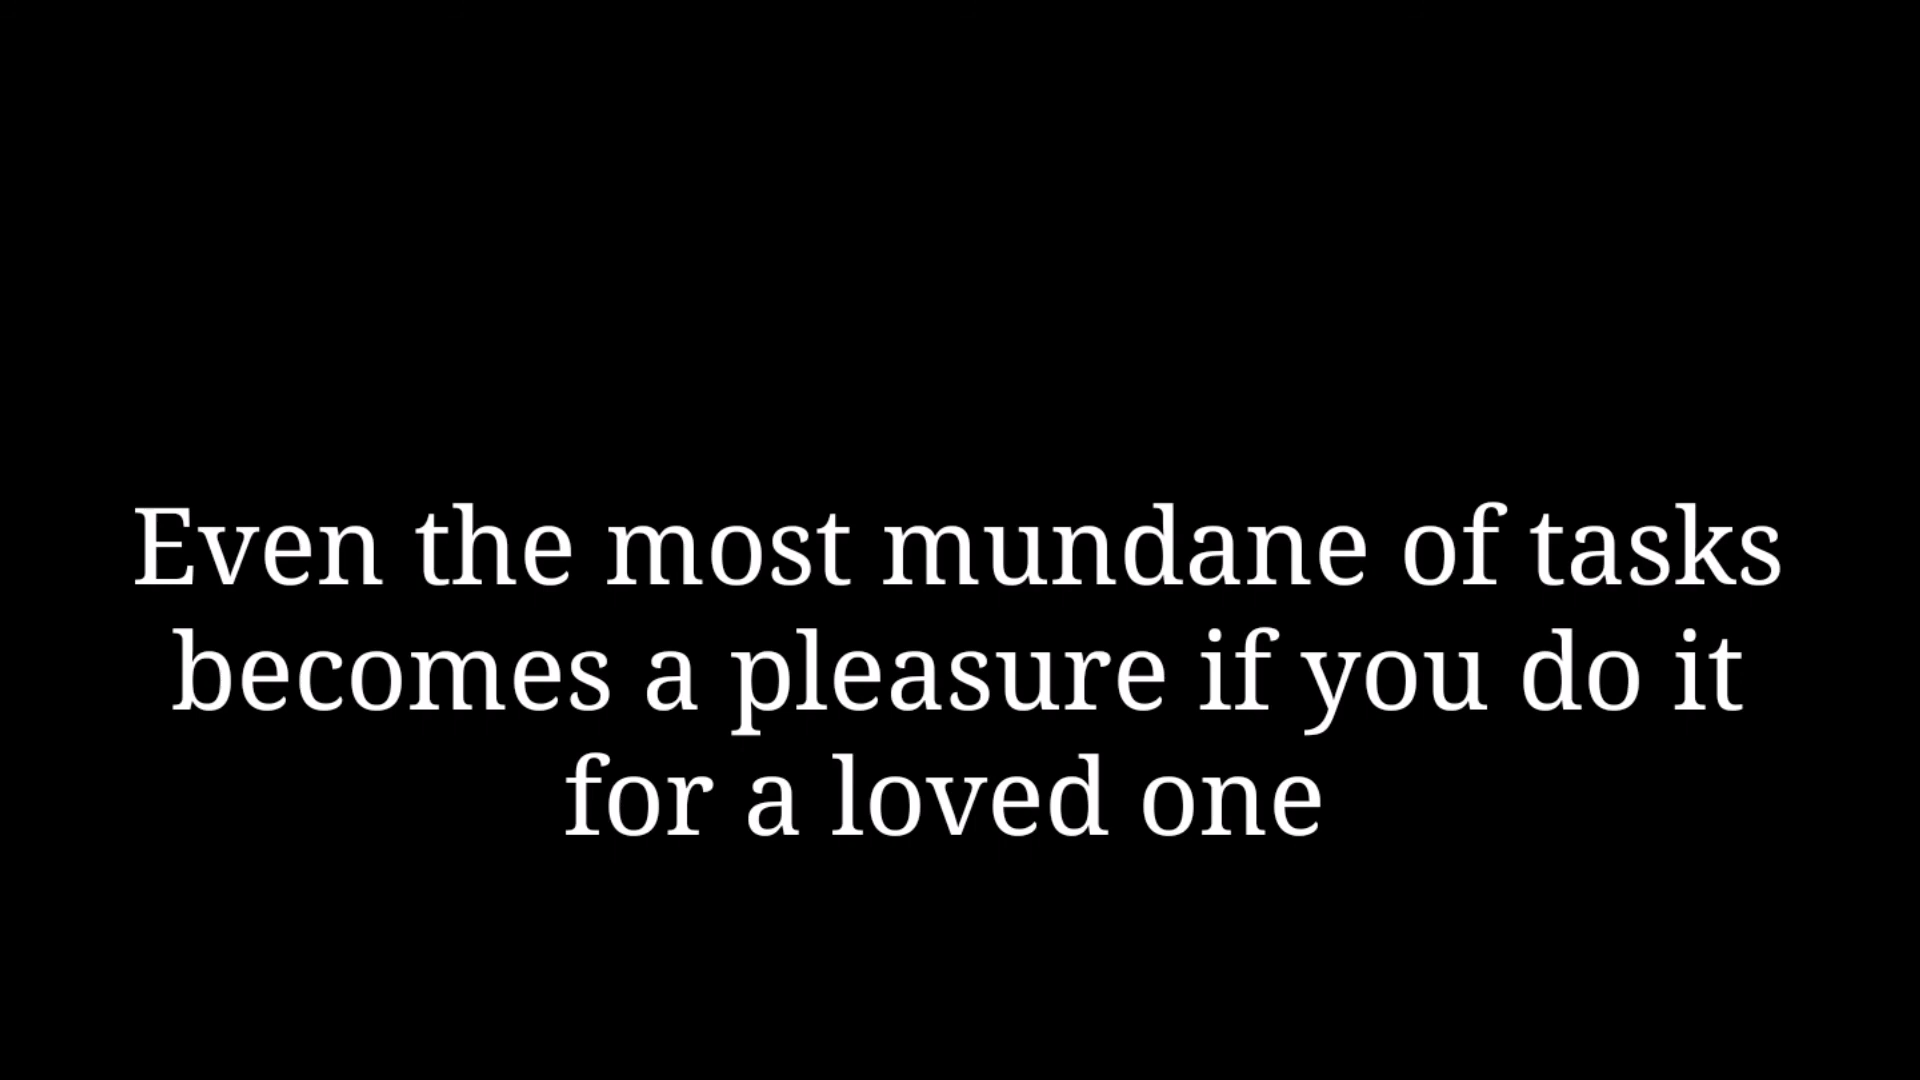 Even the most mundane of tasks
becomes a pleasure if you do it
for a loved one